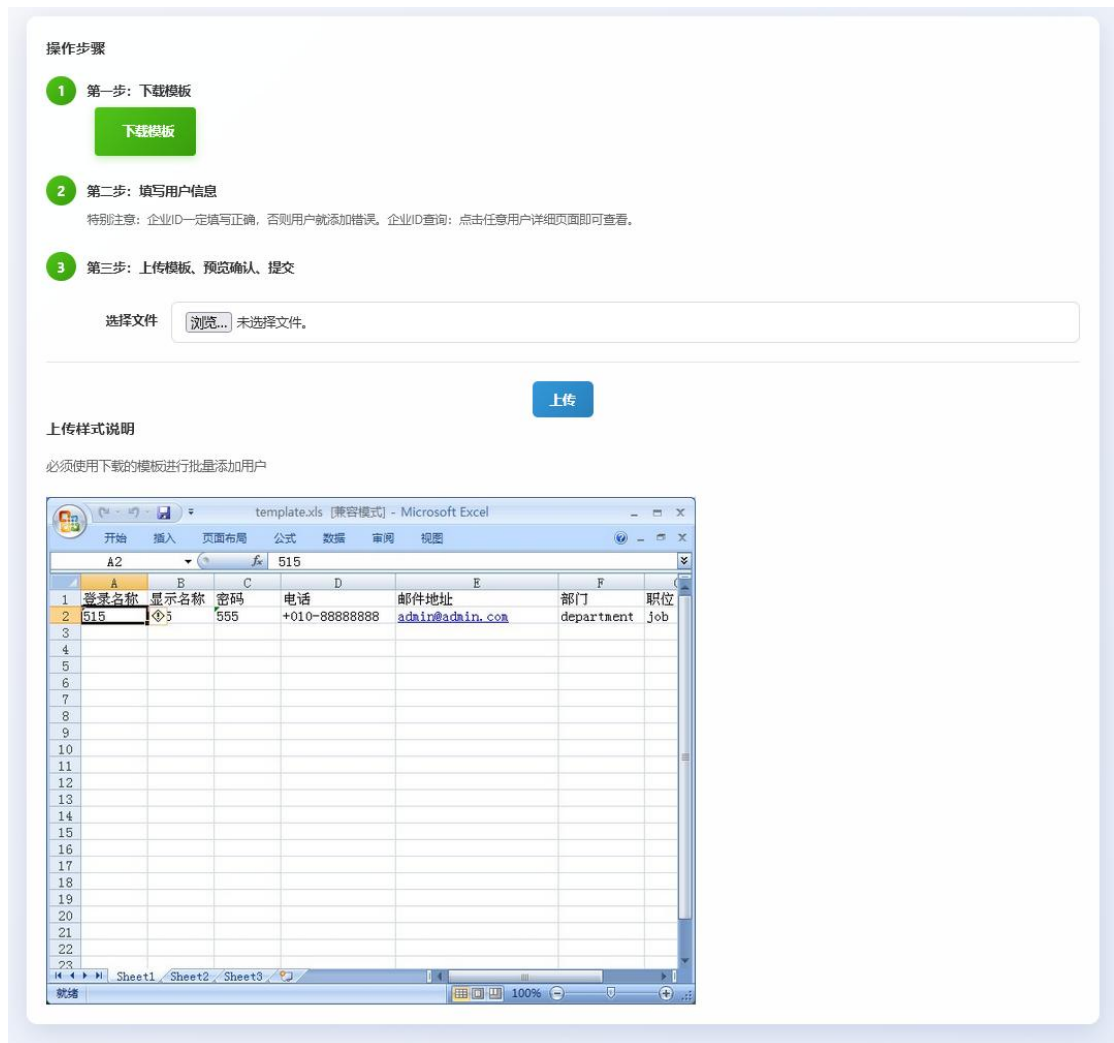 操作步骤
1 第一步：下载模板
下载模板
2 第二步：填写用户信息
特别注意：企业ID一定填写正确，否则用户就添加错误。企业ID查询：点击任意用户详细页面即可查看。
3 第三步：上传模板、预览确认、提交
选择文件 浏览... 未选择文件。
上传
上传样式说明
必须使用下载的模板进行批量添加用户
template.xls [兼容模式] - Microsoft Excel
开始 插入 页面布局 公式 数据 审阅 视图
A2 fx 515
A B C D E F
1 登录名称 显示名称 密码 电话 邮件地址 部门 职位
2 515 5 555 +010-88888888 admin@admin.com department job
3
4
5
6
7
8
9
10
11
12
13
14
15
16
17
18
19
20
21
22
23
Sheet1 Sheet2 Sheet3
就绪 100%